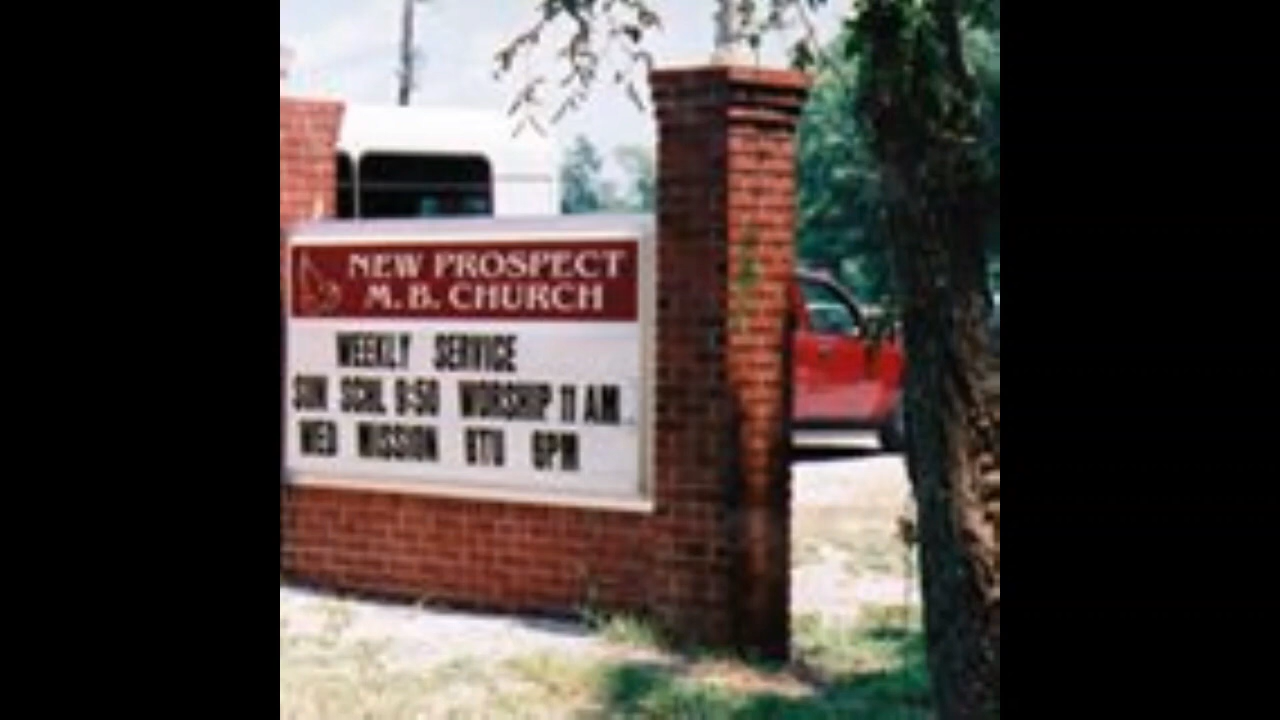 NEW PROSPECT
M. B. CHURCH
WEEKLY SERVICE
SUN SCHL 9:50 WORSHIP 11 AM
WED MISSION BTU 6PM